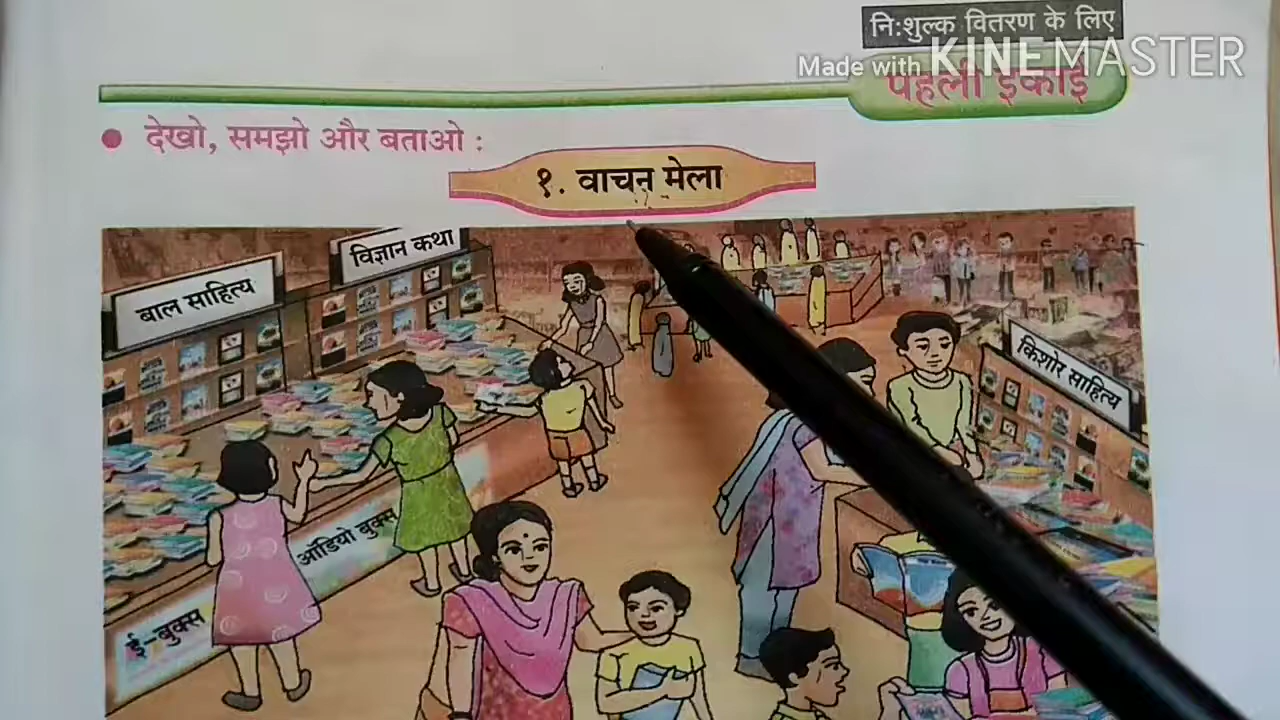 नि:शुल्क वितरण के लिए
Made with KINEMASTER
पहली इकाई
देखो, समझो और बताओ :
१. वाचन मेला
विज्ञान कथा
बाल साहित्य
किशोर साहित्य
ऑडियो बुक्स
ई-बुक्स